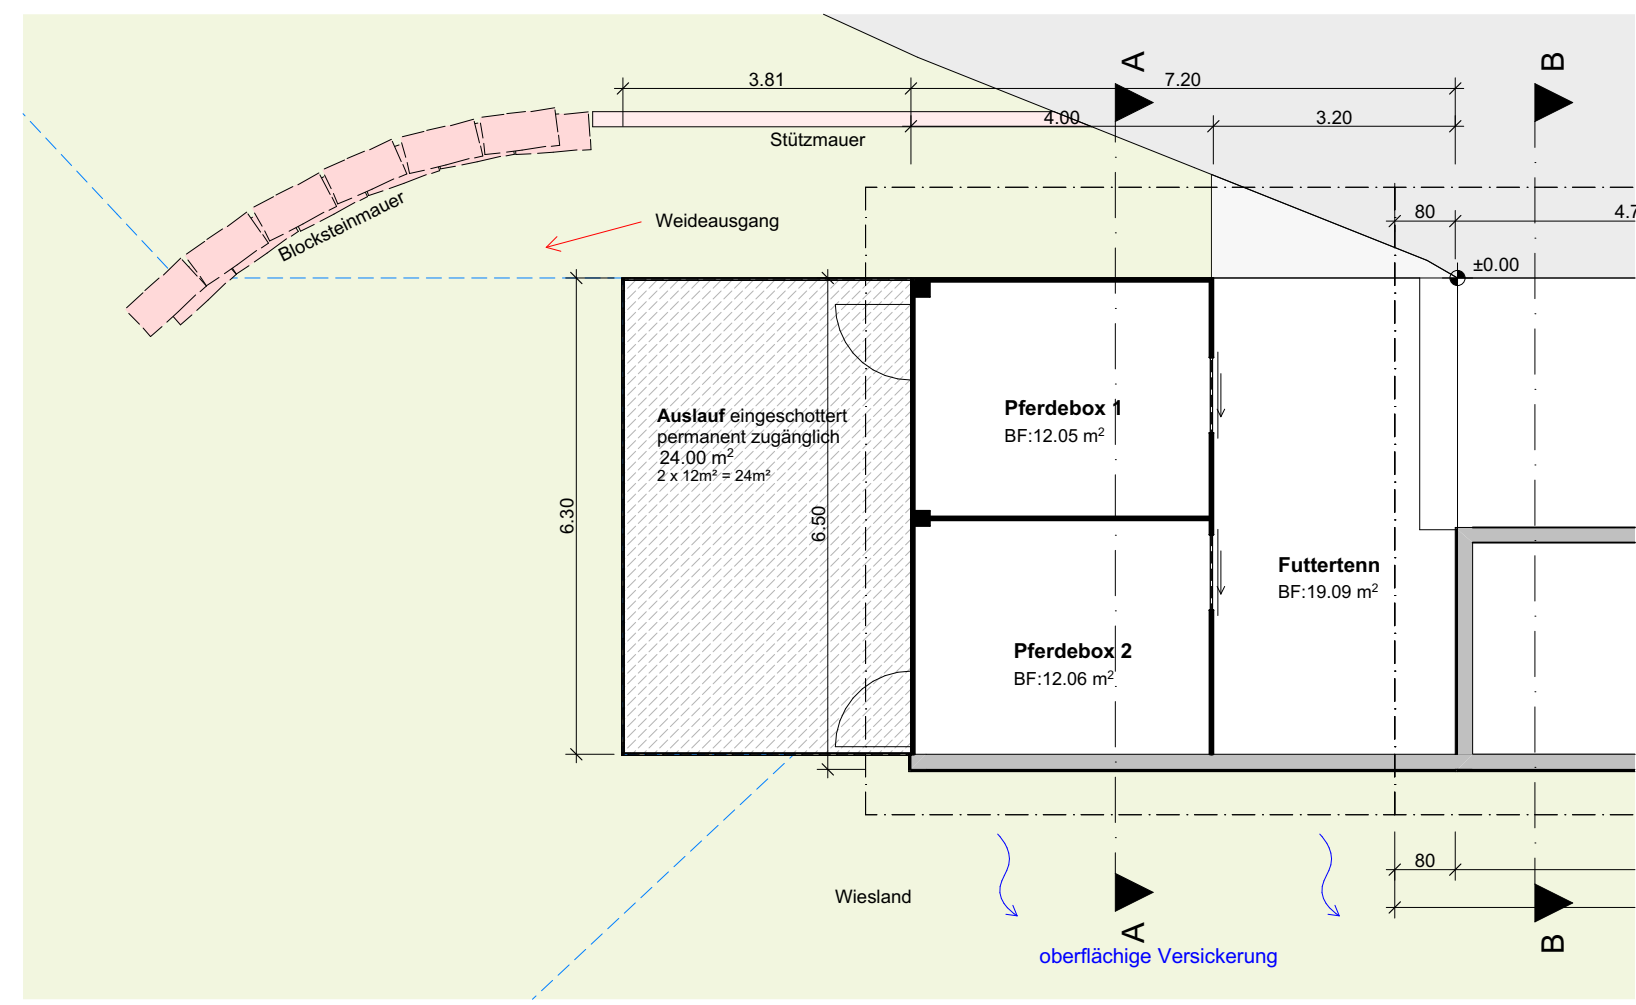 A
B
3.81
7.20
4.00
3.20
Stützmauer
Blocksteinmauer
Weideausgang
80
4.7
±0.00
Auslauf eingeschottert
permanent zugänglich
24.00 m²
2 x 12m² = 24m²
Pferdebox 1
BF:12.05 m²
6.30
6.50
Futtertenn
BF:19.09 m²
Pferdebox 2
BF:12.06 m²
80
Wiesland
A
B
oberflächige Versickerung